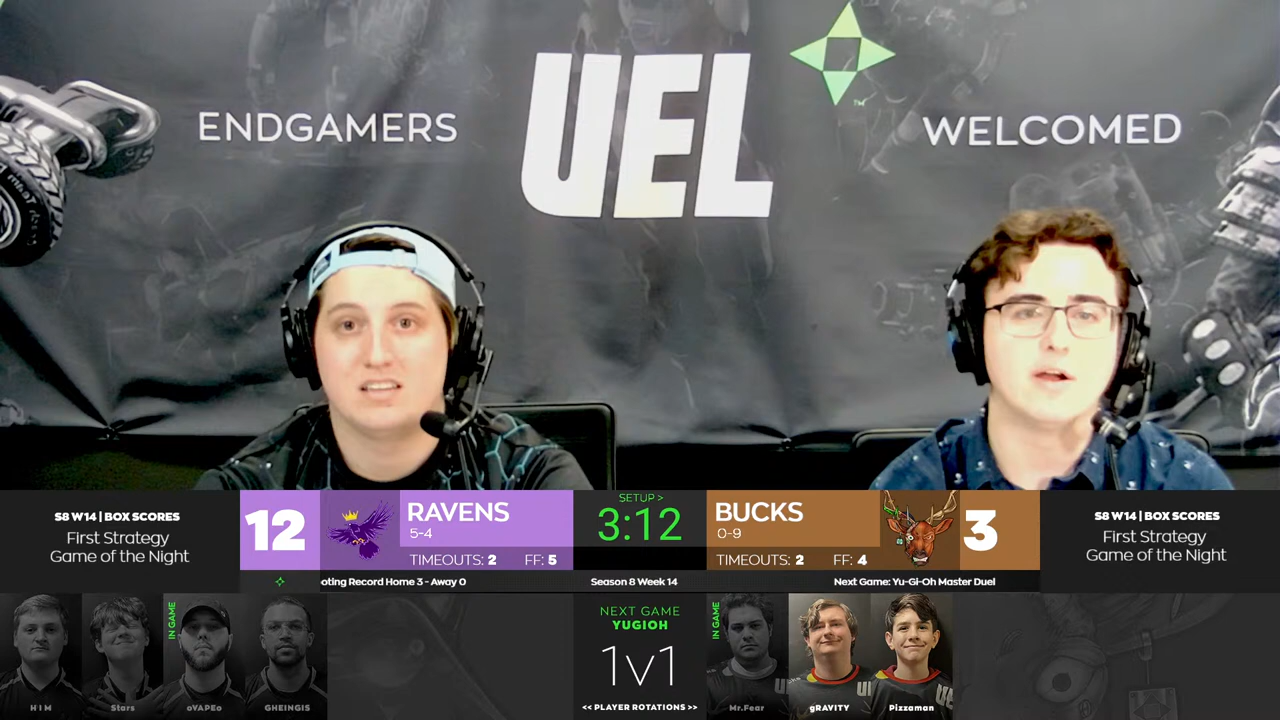 ENDGAMERS
UEL
™
WELCOMED
S8 W14 | BOX SCORES
First Strategy
Game of the Night
12
RAVENS
5-4
TIMEOUTS: 2
FF: 5
SETUP >
3:12
BUCKS
0-9
TIMEOUTS: 2
FF: 4
3
S8 W14 | BOX SCORES
First Strategy
Game of the Night
oting Record Home 3 - Away 0
Season 8 Week 14
Next Game: Yu-Gi-Oh Master Duel
IN GAME
H I M
Stars
oVAPEo
GHEINGIS
NEXT GAME
YUGIOH
1v1
<< PLAYER ROTATIONS >>
IN GAME
Mr.Fear
gRAVITY
Pizzaman